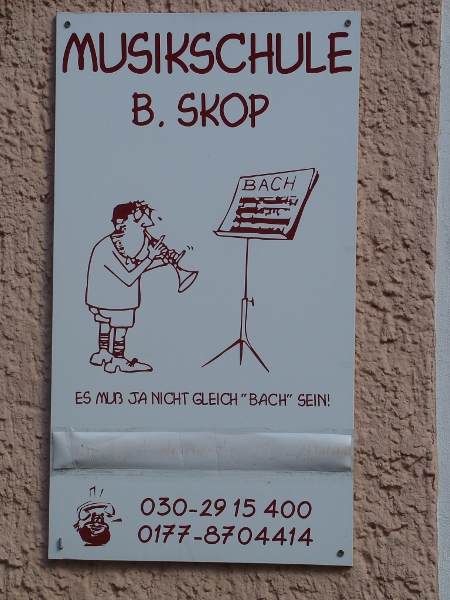 MUSIKSCHULE
B. SKOP
BACH
ES MUß JA NICHT GLEICH "BACH" SEIN!
030-29 15 400
0177-8704414